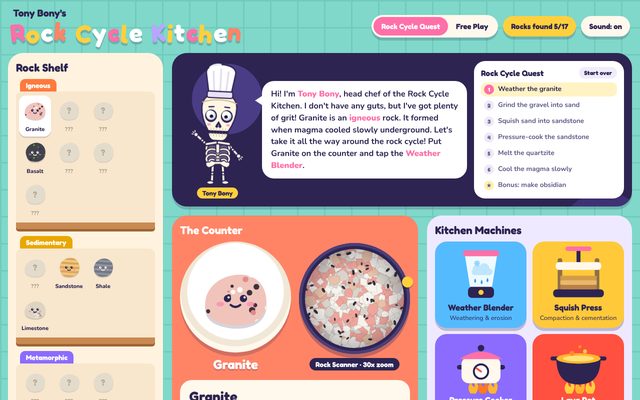 Tony Bony's
Rock Cycle Kitchen
Rock Cycle Quest
Free Play
Rocks found 5/17
Sound: on
Rock Shelf
Igneous
Granite
???
???
Basalt
???
???
???
Sedimentary
???
Sandstone
Shale
Limestone
Metamorphic
Tony Bony
Hi! I'm Tony Bony, head chef of the Rock Cycle
Kitchen. I don't have any guts, but I've got plenty
of grit! Granite is an igneous rock. It formed
when magma cooled slowly underground. Let's
take it all the way around the rock cycle! Put
Granite on the counter and tap the Weather
Blender.
Rock Cycle Quest
Start over
1 Weather the granite
2 Grind the gravel into sand
3 Squish sand into sandstone
4 Pressure-cook the sandstone
5 Melt the quartzite
6 Cool the magma slowly
★ Bonus: make obsidian
The Counter
Granite
Rock Scanner · 30x zoom
Granite
Kitchen Machines
Weather Blender
Weathering & erosion
Squish Press
Compaction & cementation
Pressure Cooker
Lava Pot